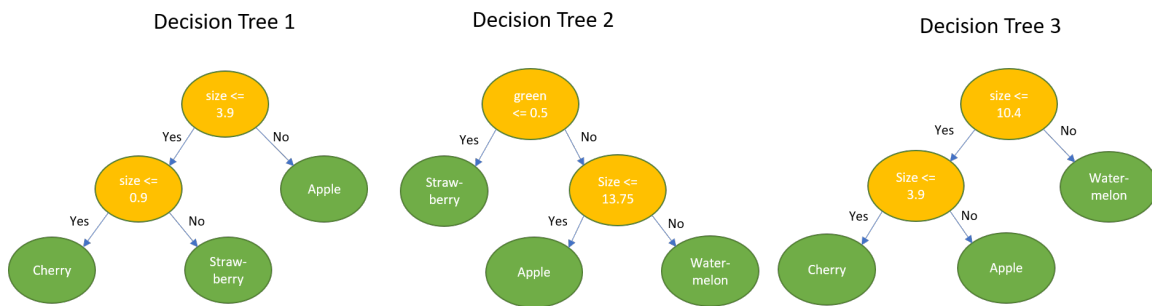 Decision Tree 1
size <=
3.9
Yes
No
size <=
0.9
Apple
Yes
No
Cherry
Straw-
berry
Decision Tree 2
green
<= 0.5
Yes
No
Straw-
berry
Size <=
13.75
Yes
No
Apple
Water-
melon
Decision Tree 3
size <=
10.4
Yes
No
Size <=
3.9
Water-
melon
Yes
No
Cherry
Apple